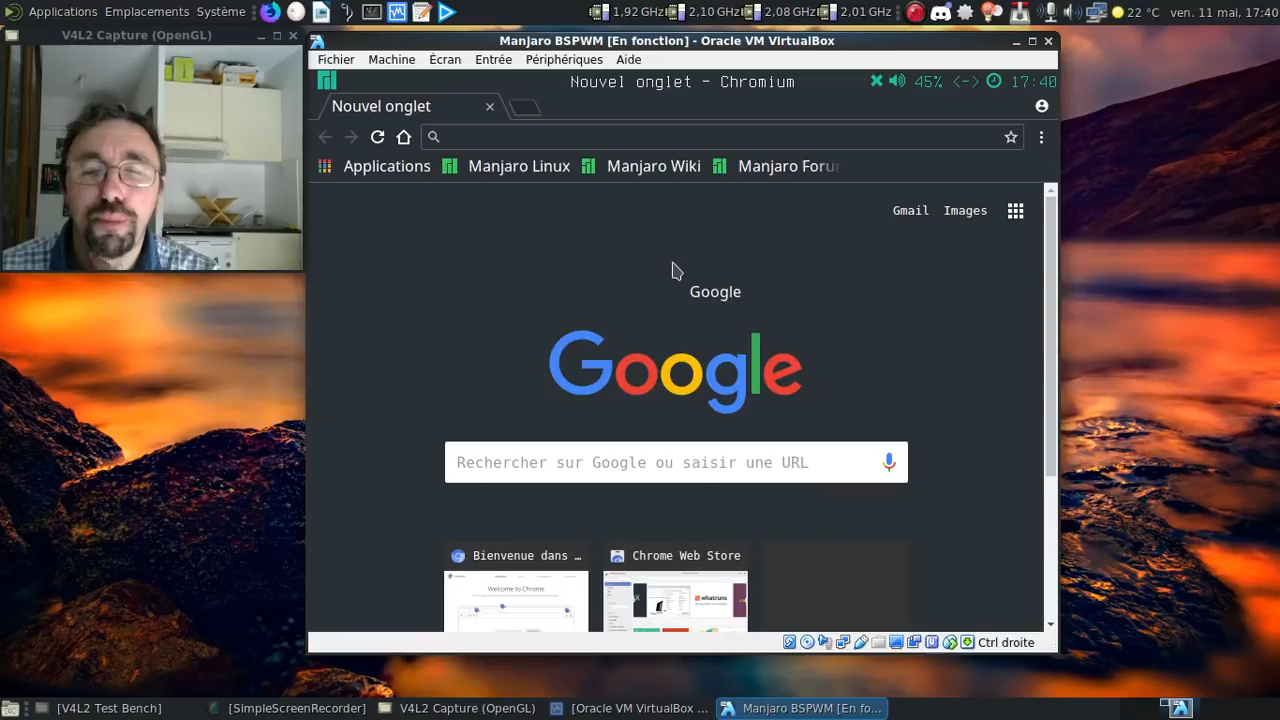 Applications Emplacements Système
1,92 GHz 2,10 GHz 2,08 GHz 2,01 GHz
22 °C ven. 11 mai, 17:40
V4L2 Capture (OpenGL)
Manjaro BSPWM [En fonction] - Oracle VM VirtualBox
Fichier Machine Écran Entrée Périphériques Aide
Nouvel onglet - Chromium
45% <-> 17:40
Nouvel onglet
Applications Manjaro Linux Manjaro Wiki Manjaro Foru
Gmail Images
Google
Google
Rechercher sur Google ou saisir une URL
Bienvenue dans … Chrome Web Store
Welcome to Chrome
whatruns
Ctrl droite
[V4L2 Test Bench] [SimpleScreenRecorder] V4L2 Capture (OpenGL) [Oracle VM VirtualBox ... Manjaro BSPWM [En fo...